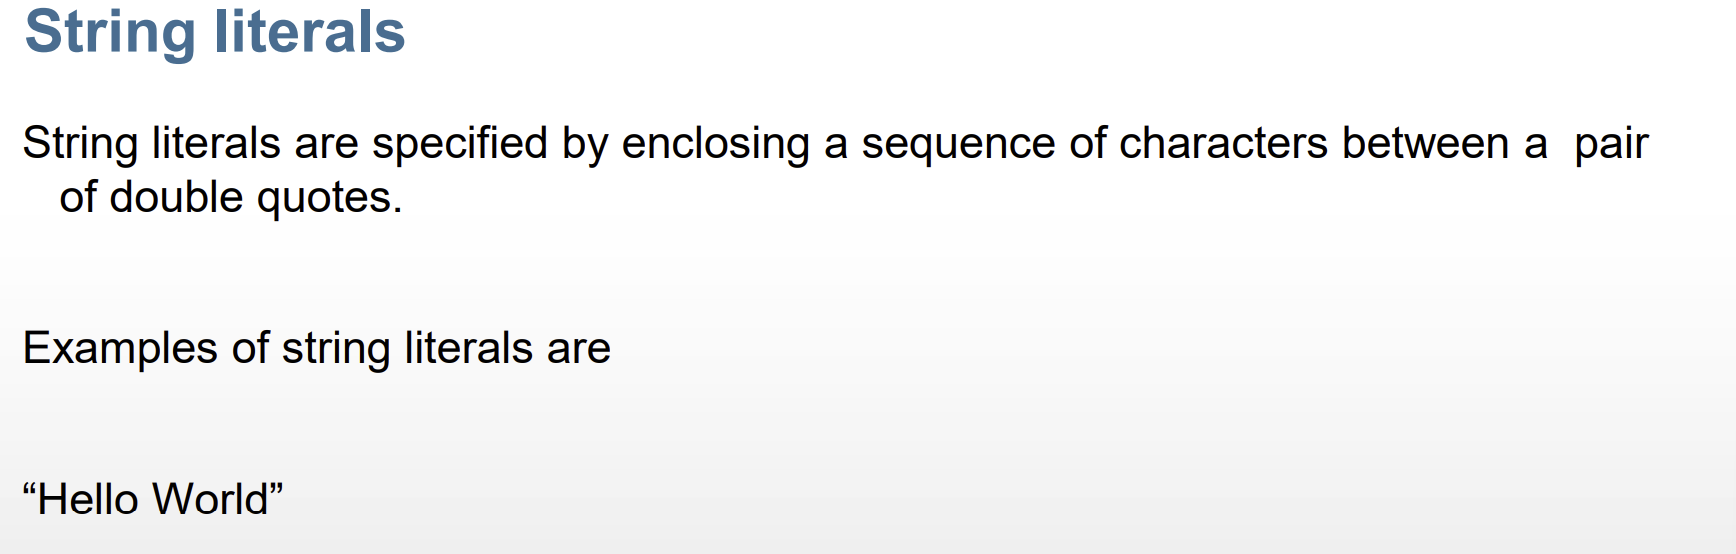 String literals
String literals are specified by enclosing a sequence of characters between a  pair
of double quotes.
Examples of string literals are
“Hello World”